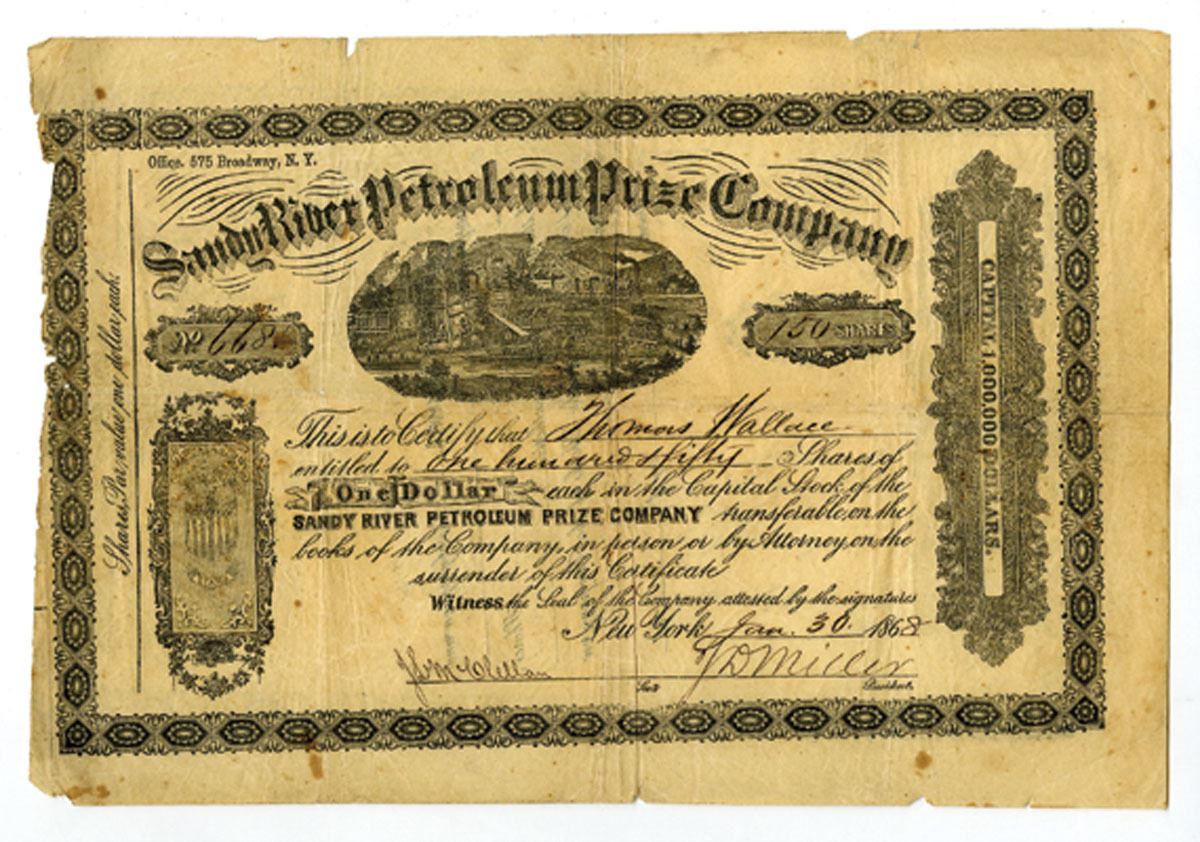 Office. 575 Broadway, N. Y.
Sandy River Petroleum Prize Company
No 668
150 SHARES
Shares Par value one dollar each.
CAPITAL 1,000,000 DOLLARS.
This is to Certify that Thomas Wallace
entitled to one hundred & fifty Shares of
One Dollar each in the Capital Stock of the
SANDY RIVER PETROLEUM PRIZE COMPANY transferable on the
books of the Company, in person or by Attorney, on the
surrender of this Certificate
Witness the Seal of the Company, attested by the signatures
New York Jan. 30. 1868
McClellan Sec
J D Miller President.